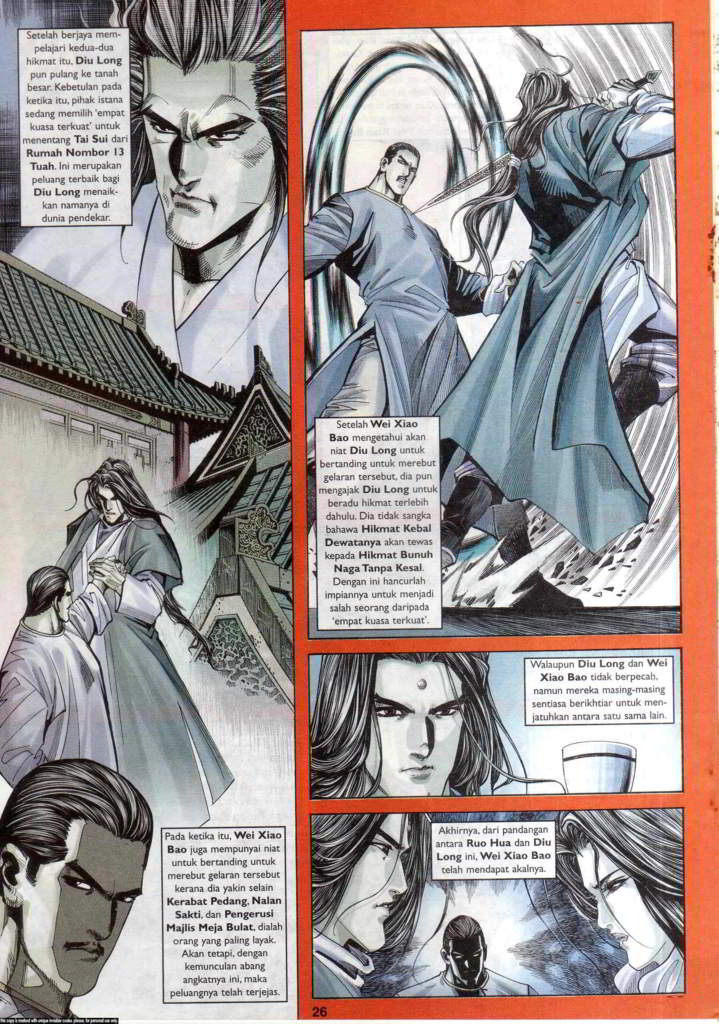 Setelah berjaya mem-
pelajari kedua-dua
hikmat itu, Diu Long
pun pulang ke tanah
besar. Kebetulan pada
ketika itu, pihak istana
sedang memilih 'empat
kuasa terkuat' untuk
menentang Tai Sui dari
Rumah Nombor 13
Tuah. Ini merupakan
peluang terbaik bagi
Diu Long menaik-
kan namanya di
dunia pendekar.
Pada ketika itu, Wei Xiao
Bao juga mempunyai niat
untuk bertanding untuk
merebut gelaran tersebut
kerana dia yakin selain
Kerabat Pedang, Nalan
Sakti, dan Pengerusi
Majlis Meja Bulat, dialah
orang yang paling layak.
Akan tetapi, dengan
kemunculan abang
angkatnya ini, maka
peluangnya telah terjejas.
Setelah Wei Xiao
Bao mengetahui akan
niat Diu Long untuk
bertanding untuk merebut
gelaran tersebut, dia pun
mengajak Diu Long untuk
beradu hikmat terlebih
dahulu. Dia tidak sangka
bahawa Hikmat Kebal
Dewatanya akan tewas
kepada Hikmat Bunuh
Naga Tanpa Kesal.
Dengan ini hancurlah
impiannya untuk menjadi
salah seorang daripada
'empat kuasa terkuat'.
Walaupun Diu Long dan Wei
Xiao Bao tidak berpecah,
namun mereka masing-masing
sentiasa berikhtiar untuk men-
jatuhkan antara satu sama lain.
Akhirnya, dari pandangan
antara Ruo Hua dan Diu
Long ini, Wei Xiao Bao
telah mendapat akalnya.
26